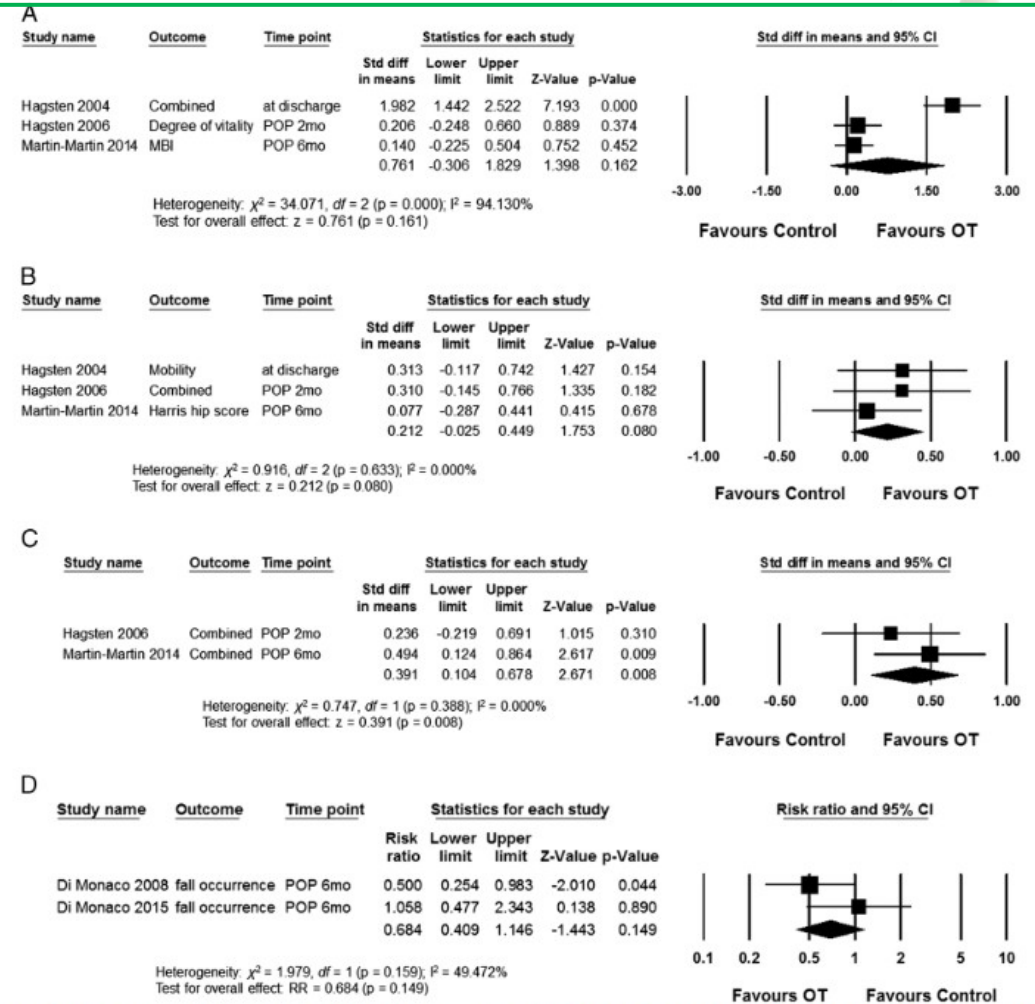 A
Study name Outcome Time point Statistics for each study Std diff in means and 95% CI
Std diff Lower Upper
in means limit limit Z-Value p-Value
Hagsten 2004 Combined at discharge 1.982 1.442 2.522 7.193 0.000
Hagsten 2006 Degree of vitality POP 2mo 0.206 -0.248 0.660 0.889 0.374
Martin-Martin 2014 MBI POP 6mo 0.140 -0.225 0.504 0.752 0.452
0.761 -0.306 1.829 1.398 0.162
-3.00 -1.50 0.00 1.50 3.00
Heterogeneity: χ² = 34.071, df = 2 (p = 0.000); I² = 94.130%
Test for overall effect: z = 0.761 (p = 0.161)
Favours Control Favours OT
B
Study name Outcome Time point Statistics for each study Std diff in means and 95% CI
Std diff Lower Upper
in means limit limit Z-Value p-Value
Hagsten 2004 Mobility at discharge 0.313 -0.117 0.742 1.427 0.154
Hagsten 2006 Combined POP 2mo 0.310 -0.145 0.766 1.335 0.182
Martin-Martin 2014 Harris hip score POP 6mo 0.077 -0.287 0.441 0.415 0.678
0.212 -0.025 0.449 1.753 0.080
-1.00 -0.50 0.00 0.50 1.00
Heterogeneity: χ² = 0.916, df = 2 (p = 0.633); I² = 0.000%
Test for overall effect: z = 0.212 (p = 0.080)
Favours Control Favours OT
C
Study name Outcome Time point Statistics for each study Std diff in means and 95% CI
Std diff Lower Upper
in means limit limit Z-Value p-Value
Hagsten 2006 Combined POP 2mo 0.236 -0.219 0.691 1.015 0.310
Martin-Martin 2014 Combined POP 6mo 0.494 0.124 0.864 2.617 0.009
0.391 0.104 0.678 2.671 0.008
-1.00 -0.50 0.00 0.50 1.00
Heterogeneity: χ² = 0.747, df = 1 (p = 0.388); I² = 0.000%
Test for overall effect: z = 0.391 (p = 0.008)
Favours Control Favours OT
D
Study name Outcome Time point Statistics for each study Risk ratio and 95% CI
Risk Lower Upper
ratio limit limit Z-Value p-Value
Di Monaco 2008 fall occurrence POP 6mo 0.500 0.254 0.983 -2.010 0.044
Di Monaco 2015 fall occurrence POP 6mo 1.058 0.477 2.343 0.138 0.890
0.684 0.409 1.146 -1.443 0.149
0.1 0.2 0.5 1 2 5 10
Heterogeneity: χ² = 1.979, df = 1 (p = 0.159); I² = 49.472%
Test for overall effect: RR = 0.684 (p = 0.149)
Favours OT Favours Control